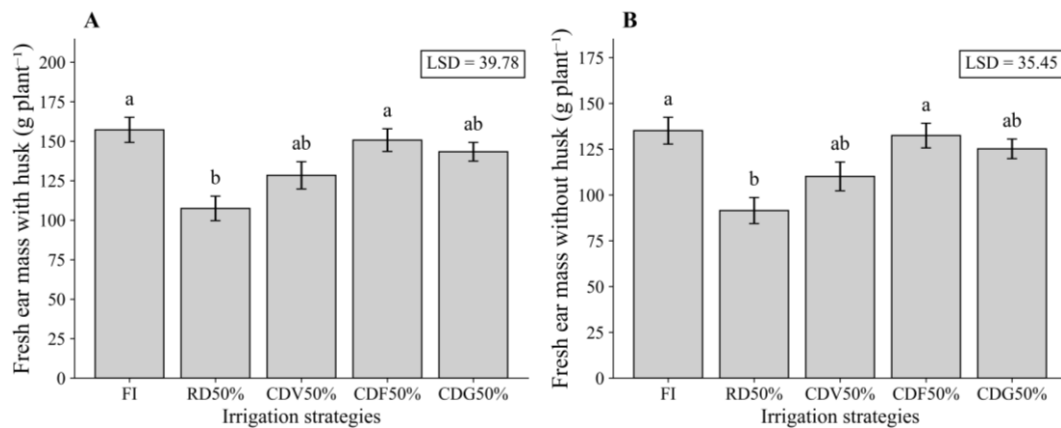 A
Fresh ear mass with husk (g plant⁻¹)
LSD = 39.78
200
175
150
125
100
75
50
25
0
a
b
ab
a
ab
FI
RD50%
CDV50%
CDF50%
CDG50%
Irrigation strategies
B
Fresh ear mass without husk (g plant⁻¹)
LSD = 35.45
175
150
125
100
75
50
25
0
a
b
ab
a
ab
FI
RD50%
CDV50%
CDF50%
CDG50%
Irrigation strategies